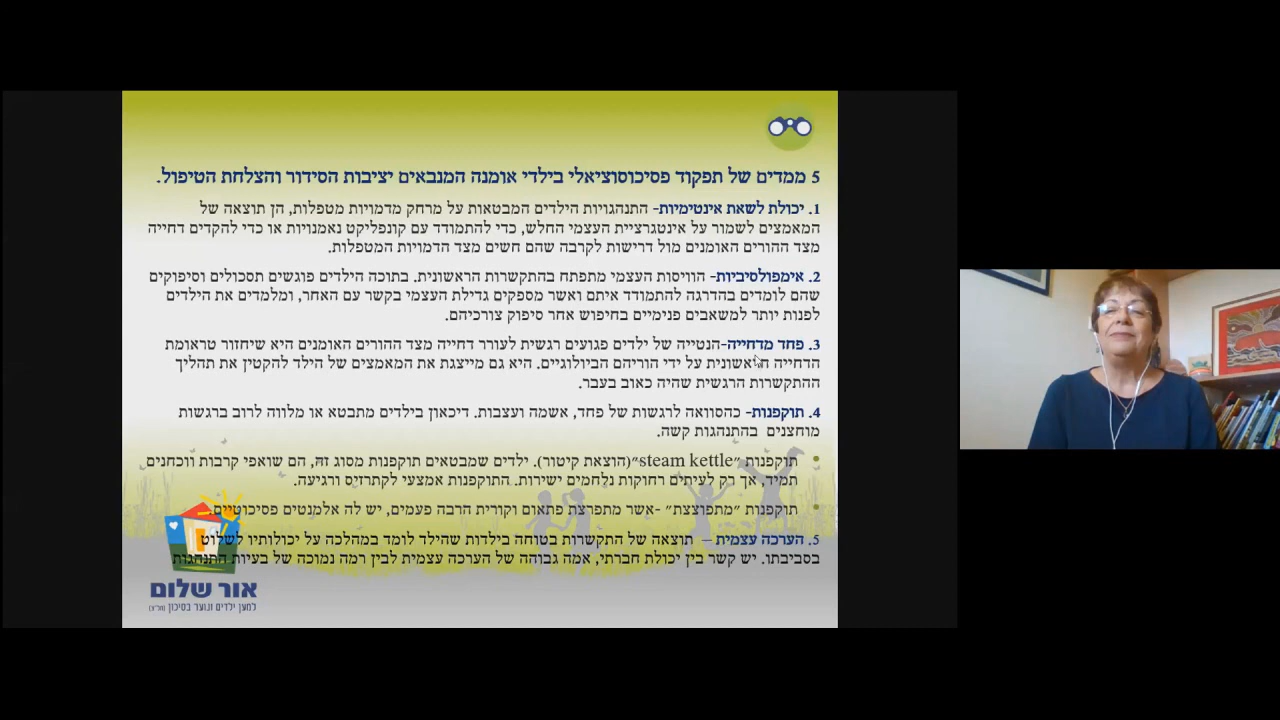 5 ממדים של תפקוד פסיכוסוציאלי בילדי אומנה המנבאים יציבות הסידור והצלחת הטיפול.
1. יכולת לשאת אינטימיות- התנהגויות הילדים המבטאות על מרחק מדמויות מטפלות, הן תוצאה של
המאמצים לשמור על אינטגרציית העצמי החלש, כדי להתמודד עם קונפליקט נאמנויות או כדי להקדים דחייה
מצד ההורים האומנים מול דרישות לקרבה שהם חשים מצד הדמויות המטפלות.
2. אימפולסיביות- הוויסות העצמי מתפתח בהתקשרות הראשונית. בתוכה הילדים פוגשים תסכולים וסיפוקים
שהם לומדים בהדרגה להתמודד איתם ואשר מספקים גדילת העצמי בקשר עם האחר, ומלמדים את הילדים
לפנות יותר למשאבים פנימיים בחיפוש אחר סיפוק צורכיהם.
3. פחד מדחייה-הנטייה של ילדים פגועים רגשית לעורר דחייה מצד ההורים האומנים היא שיחזור טראומת
הדחייה הראשונית על ידי הוריהם הביולוגיים. היא גם מייצגת את המאמצים של הילד להקטין את תהליך
ההתקשרות הרגשית שהיה כאוב בעבר.
4. תוקפנות- כהסוואה לרגשות של פחד, אשמה ועצבות. דיכאון בילדים מתבטא או מלווה לרוב ברגשות
מוחצנים בהתנהגות קשה.
תוקפנות "steam kettle"(הוצאת קיטור). ילדים שמבטאים תוקפנות מסוג זה, הם שואפי קרבות ווכחנים
תמיד, אך רק לעיתים רחוקות נלחמים ישירות. התוקפנות אמצעי לקתרזיס ורגיעה.
תוקפנות "מתפוצצת" -אשר מתפרצת פתאום וקורית הרבה פעמים, יש לה אלמנטים פסיכוטיים.
5. הערכה עצמית – תוצאה של התקשרות בטוחה בילדות שהילד לומד במהלכה על יכולותיו לשלוט
בסביבתו. יש קשר בין יכולת חברתי, אמה גבוהה של הערכה עצמית לבין רמה נמוכה של בעיות התנהגות
אור שלום
למען ילדים ונוער בסיכון (חל"צ)